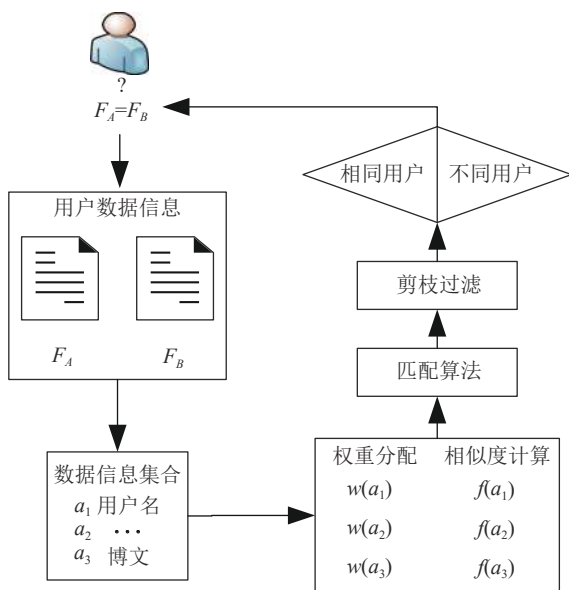 ?
F_A=F_B
用户数据信息
F_A F_B
数据信息集合
a_1 用户名
a_2 …
a_3 博文
权重分配 相似度计算
w(a_1) f(a_1)
w(a_2) f(a_2)
w(a_3) f(a_3)
匹配算法
剪枝过滤
相同用户 不同用户